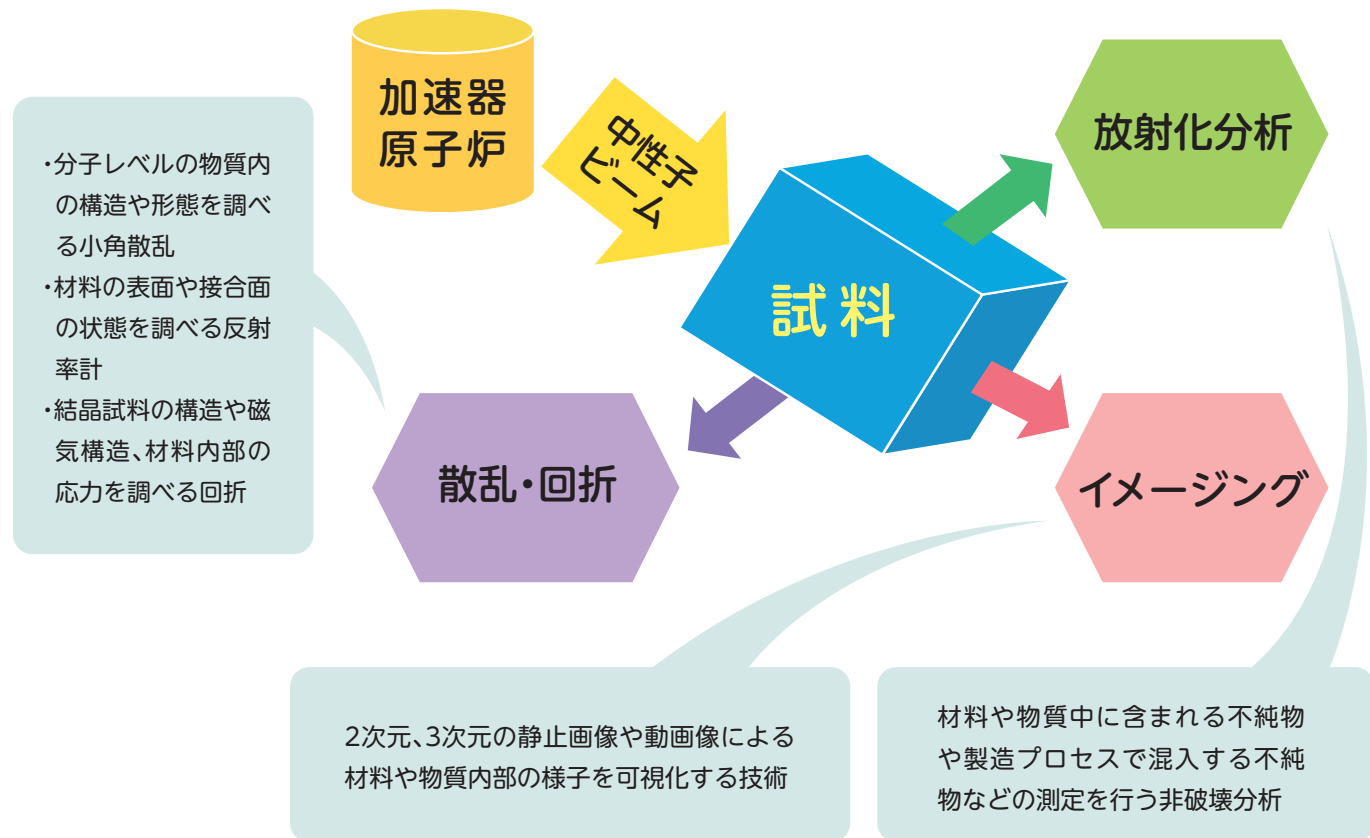 加速器
原子炉
中性子
ビーム
試料
放射化分析
散乱・回折
イメージング
・分子レベルの物質内
の構造や形態を調べ
る小角散乱
・材料の表面や接合面
の状態を調べる反射
率計
・結晶試料の構造や磁
気構造、材料内部の
応力を調べる回折
2次元、3次元の静止画像や動画像による
材料や物質内部の様子を可視化する技術
材料や物質中に含まれる不純物
や製造プロセスで混入する不純
物などの測定を行う非破壊分析